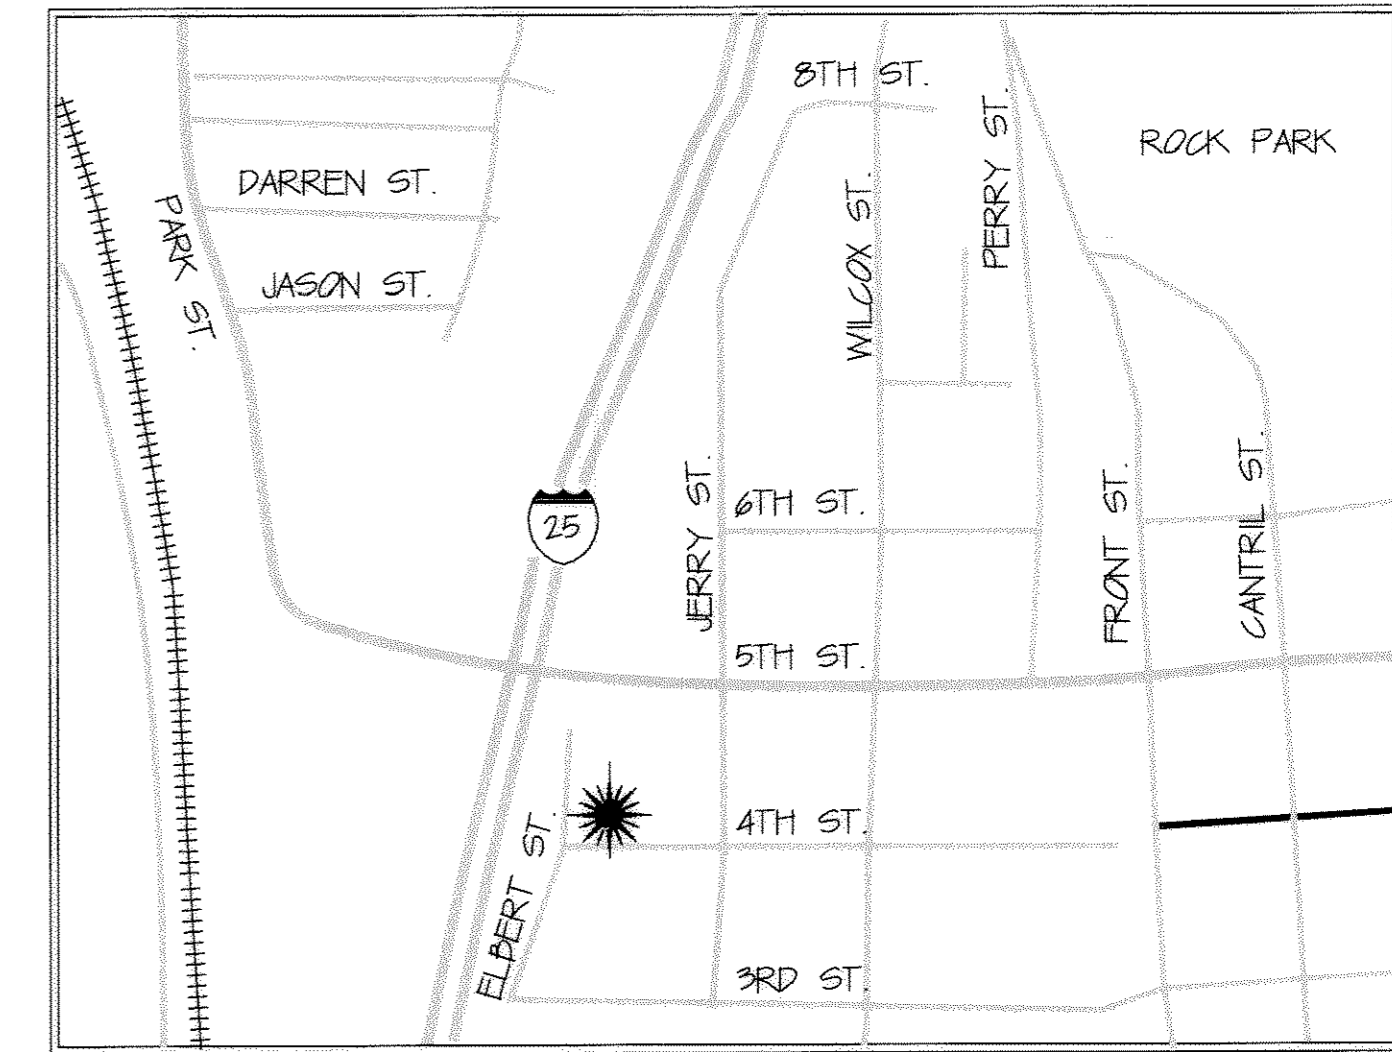 8TH ST.
ROCK PARK
PERRY ST.
DARREN ST.
PARK ST.
WILCOX ST.
JASON ST.
JERRY ST.
6TH ST.
25
FRONT ST.
CANTRIL ST.
5TH ST.
4TH ST.
ELBERT ST.
3RD ST.